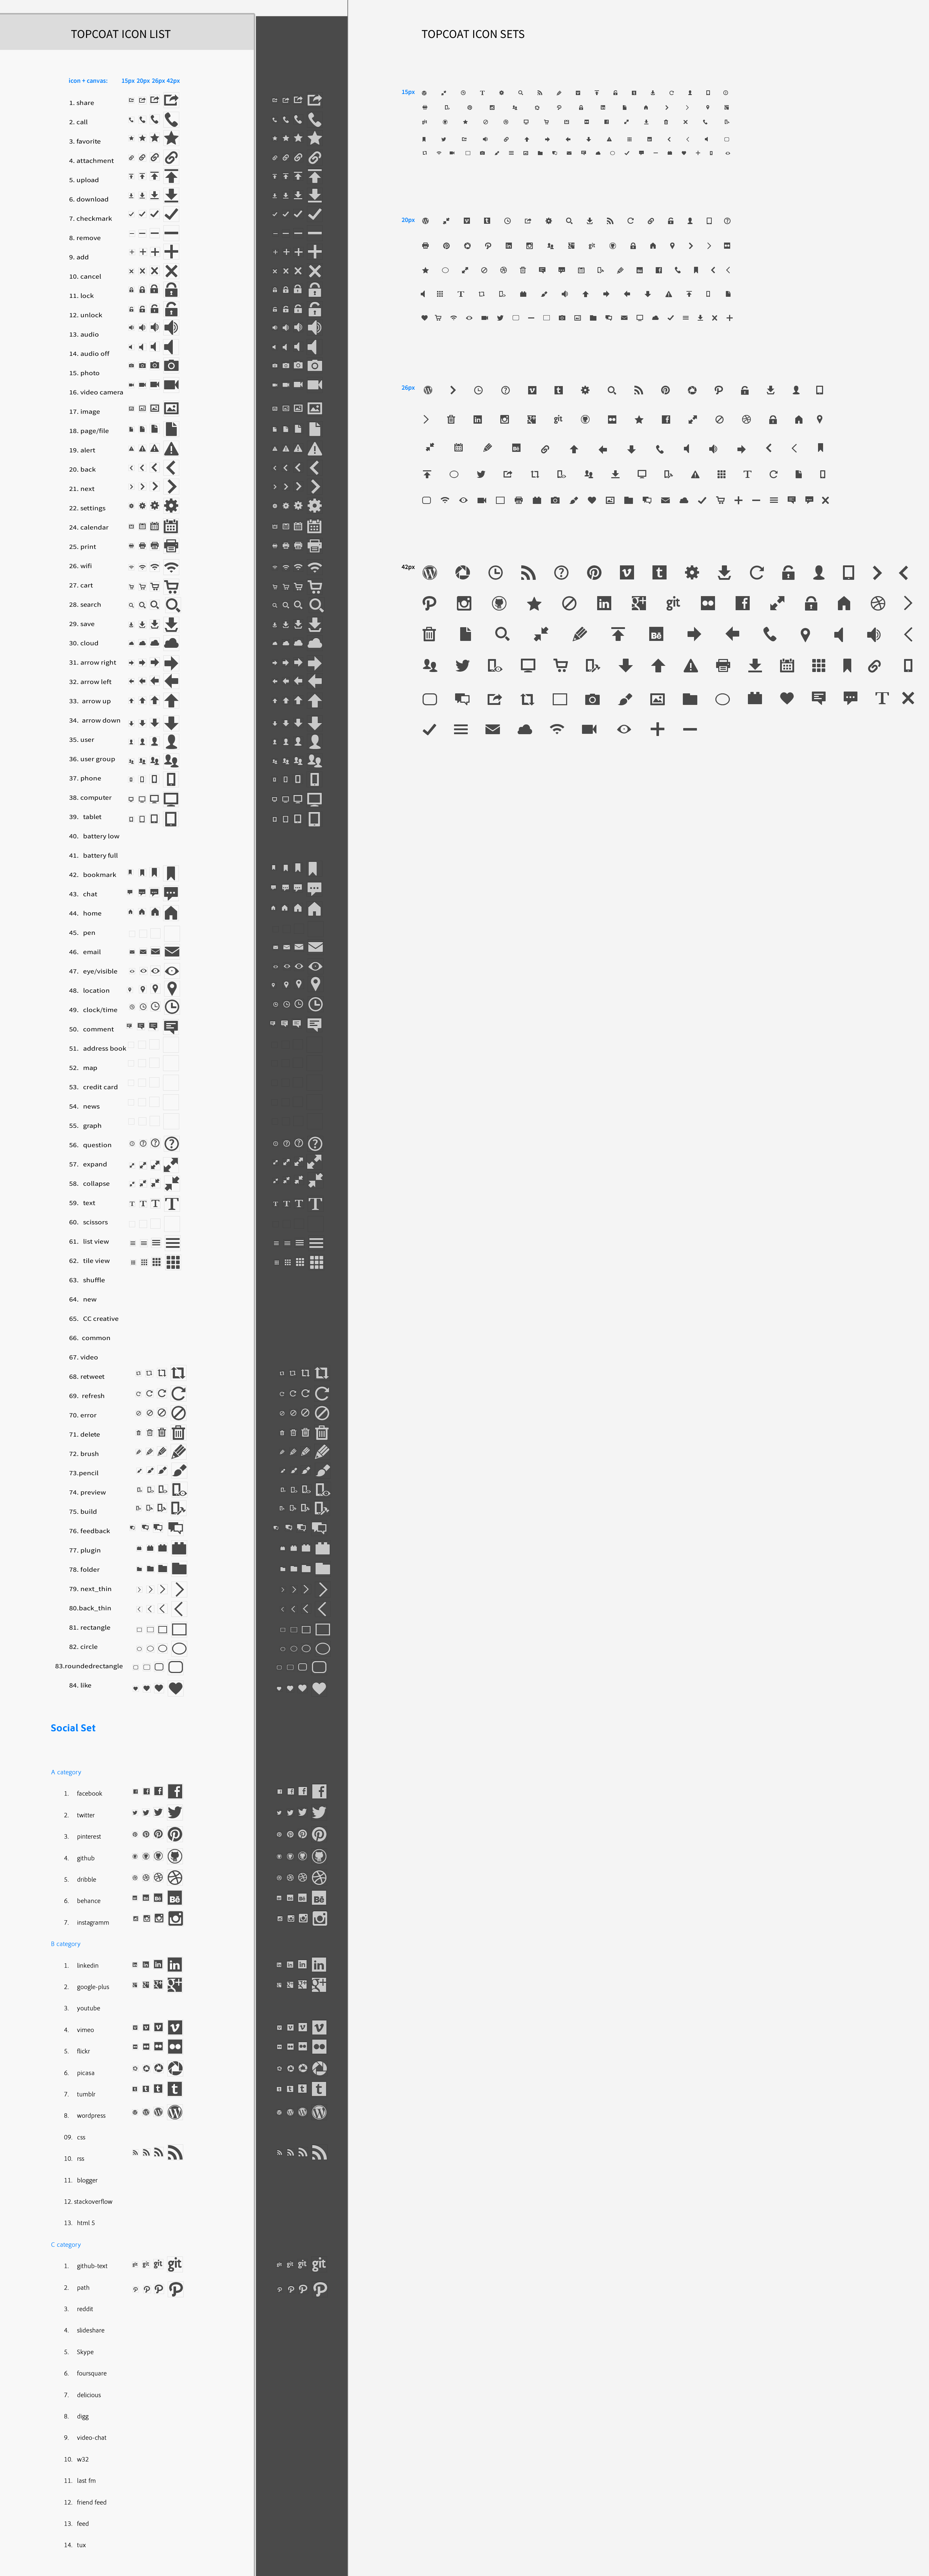 TOPCOAT ICON LIST
TOPCOAT ICON SETS
icon + canvas: 15px 20px 26px 42px
1. share
2. call
3. favorite
4. attachment
5. upload
6. download
7. checkmark
8. remove
9. add
10. cancel
11. lock
12. unlock
13. audio
14. audio off
15. photo
16. video camera
17. image
18. page/file
19. alert
20. back
21. next
22. settings
24. calendar
25. print
26. wifi
27. cart
28. search
29. save
30. cloud
31. arrow right
32. arrow left
33. arrow up
34. arrow down
35. user
36. user group
37. phone
38. computer
39. tablet
40. battery low
41. battery full
42. bookmark
43. chat
44. home
45. pen
46. email
47. eye/visible
48. location
49. clock/time
50. comment
51. address book
52. map
53. credit card
54. news
55. graph
56. question
57. expand
58. collapse
59. text
60. scissors
61. list view
62. tile view
63. shuffle
64. new
65. CC creative
66. common
67. video
68. retweet
69. refresh
70. error
71. delete
72. brush
73.pencil
74. preview
75. build
76. feedback
77. plugin
78. folder
79. next_thin
80.back_thin
81. rectangle
82. circle
83.roundedrectangle
84. like
Social Set
A category
1. facebook
2. twitter
3. pinterest
4. github
5. dribble
6. behance
7. instagramm
B category
1. linkedin
2. google-plus
3. youtube
4. vimeo
5. flickr
6. picasa
7. tumblr
8. wordpress
09. css
10. rss
11. blogger
12. stackoverflow
13. html 5
C category
1. github-text
2. path
3. reddit
4. slideshare
5. Skype
6. foursquare
7. delicious
8. digg
9. video-chat
10. w32
11. last fm
12. friend feed
13. feed
14. tux
15px
20px
26px
42px